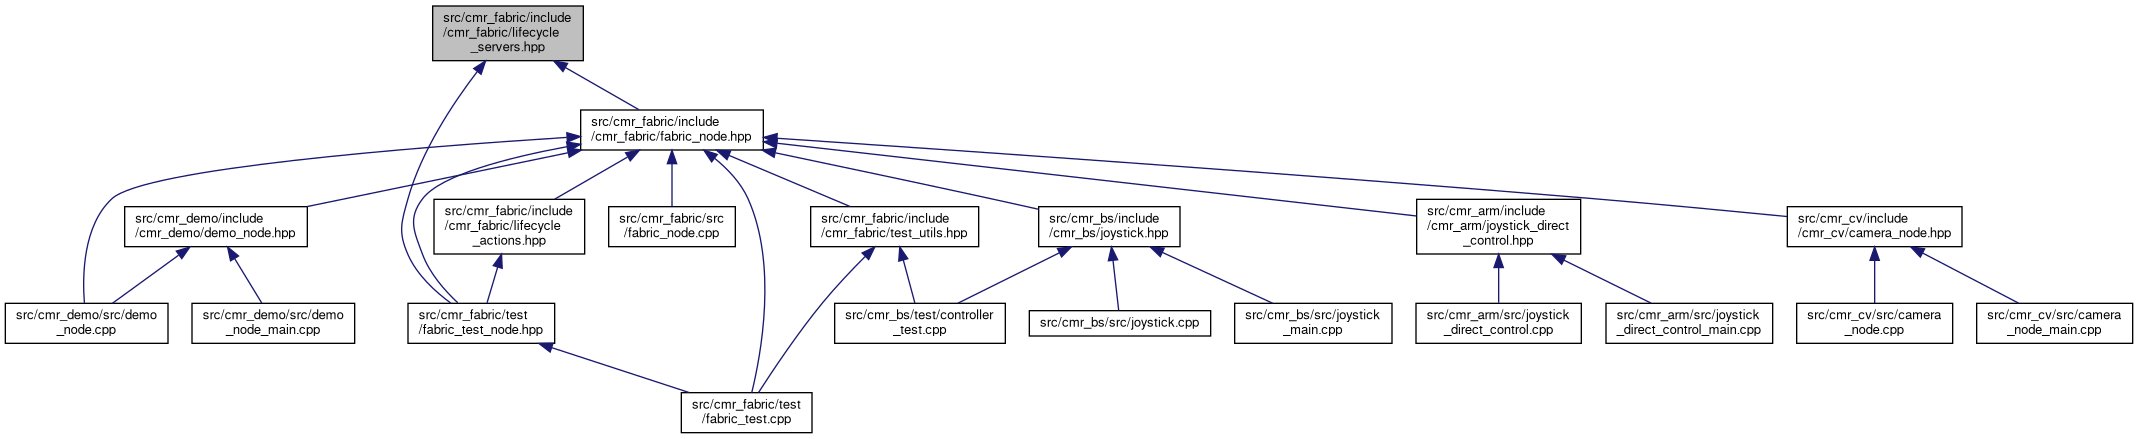 src/cmr_fabric/include
/cmr_fabric/lifecycle
_servers.hpp
src/cmr_fabric/include
/cmr_fabric/fabric_node.hpp
src/cmr_demo/include
/cmr_demo/demo_node.hpp
src/cmr_fabric/include
/cmr_fabric/lifecycle
_actions.hpp
src/cmr_fabric/src
/fabric_node.cpp
src/cmr_fabric/include
/cmr_fabric/test_utils.hpp
src/cmr_bs/include
/cmr_bs/joystick.hpp
src/cmr_arm/include
/cmr_arm/joystick_direct
_control.hpp
src/cmr_cv/include
/cmr_cv/camera_node.hpp
src/cmr_demo/src/demo
_node.cpp
src/cmr_demo/src/demo
_node_main.cpp
src/cmr_fabric/test
/fabric_test_node.hpp
src/cmr_bs/test/controller
_test.cpp
src/cmr_bs/src/joystick.cpp
src/cmr_bs/src/joystick
_main.cpp
src/cmr_arm/src/joystick
_direct_control.cpp
src/cmr_arm/src/joystick
_direct_control_main.cpp
src/cmr_cv/src/camera
_node.cpp
src/cmr_cv/src/camera
_node_main.cpp
src/cmr_fabric/test
/fabric_test.cpp